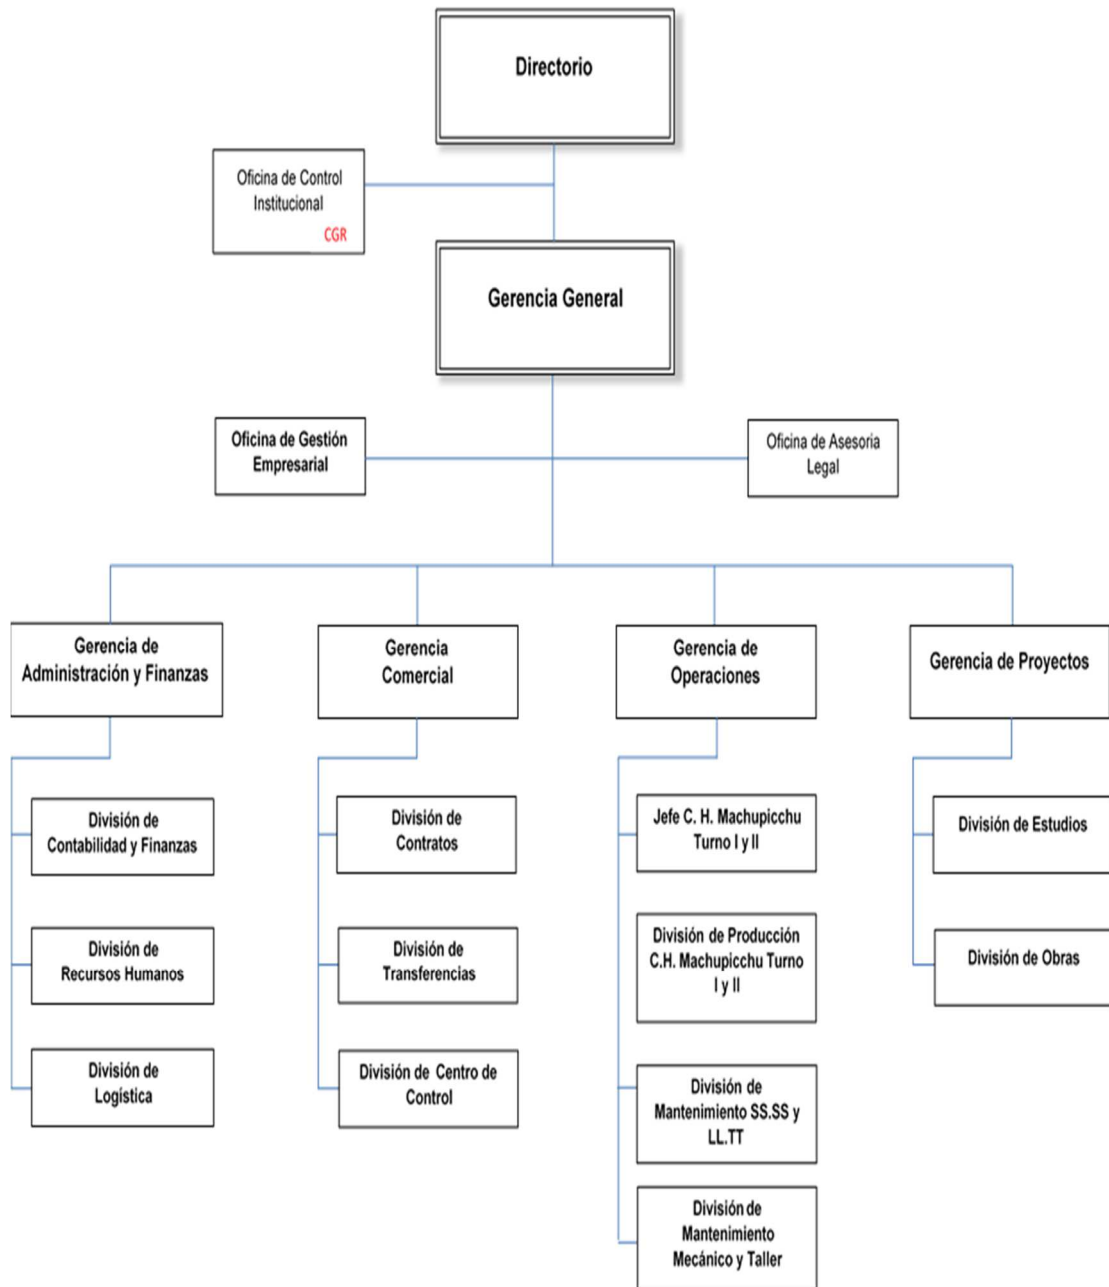 Directorio
Oficina de Control
Institucional
CGR
Gerencia General
Oficina de Gestión
Empresarial
Oficina de Asesoria
Legal
Gerencia de
Administración y Finanzas
Gerencia
Comercial
Gerencia de
Operaciones
Gerencia de Proyectos
División de
Contabilidad y Finanzas
División de
Contratos
Jefe C. H. Machupicchu
Turno I y II
División de Estudios
División de
Recursos Humanos
División de
Transferencias
División de Producción
C.H. Machupicchu Turno
I y II
División de Obras
División de
Logística
División de Centro de
Control
División de
Mantenimiento SS.SS y
LL.TT
División de
Mantenimiento
Mecánico y Taller